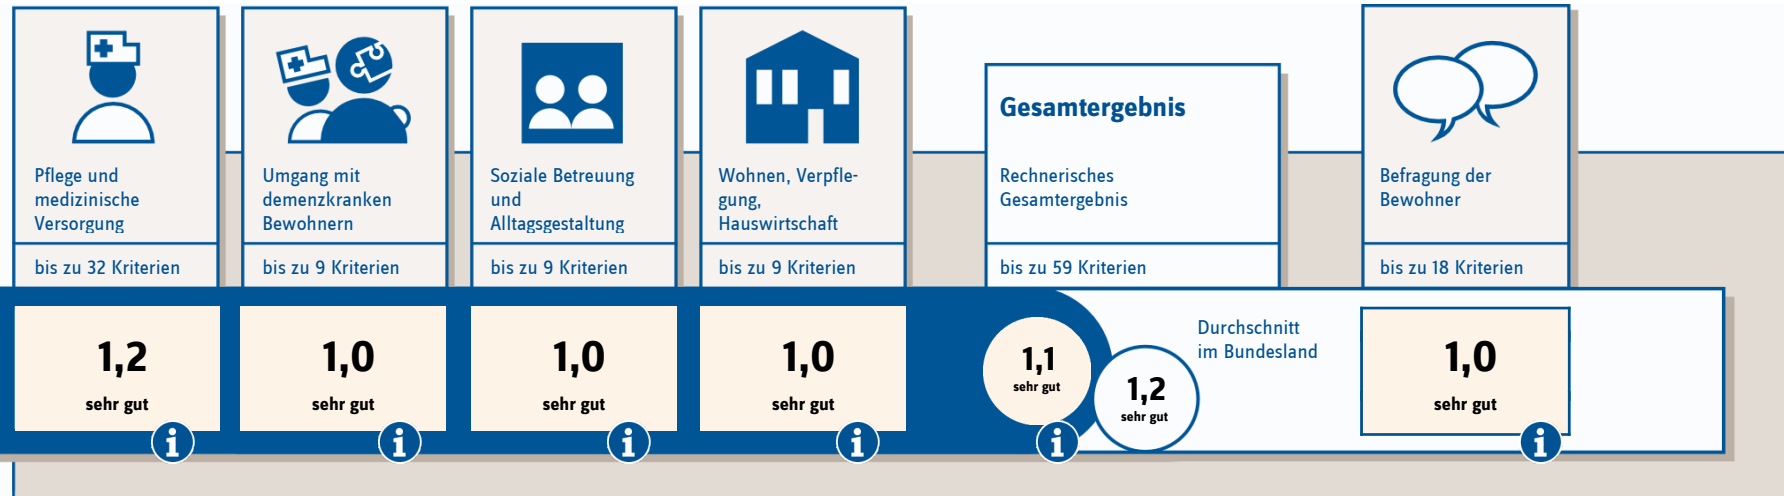 Pflege und
medizinische
Versorgung
bis zu 32 Kriterien
1,2
sehr gut
i
Umgang mit
demenzkranken
Bewohnern
bis zu 9 Kriterien
1,0
sehr gut
i
Soziale Betreuung
und
Alltagsgestaltung
bis zu 9 Kriterien
1,0
sehr gut
i
Wohnen, Verpfle-
gung,
Hauswirtschaft
bis zu 9 Kriterien
1,0
sehr gut
i
Gesamtergebnis
Rechnerisches
Gesamtergebnis
bis zu 59 Kriterien
1,1
sehr gut
i
1,2
sehr gut
Durchschnitt
im Bundesland
Befragung der
Bewohner
bis zu 18 Kriterien
1,0
sehr gut
i